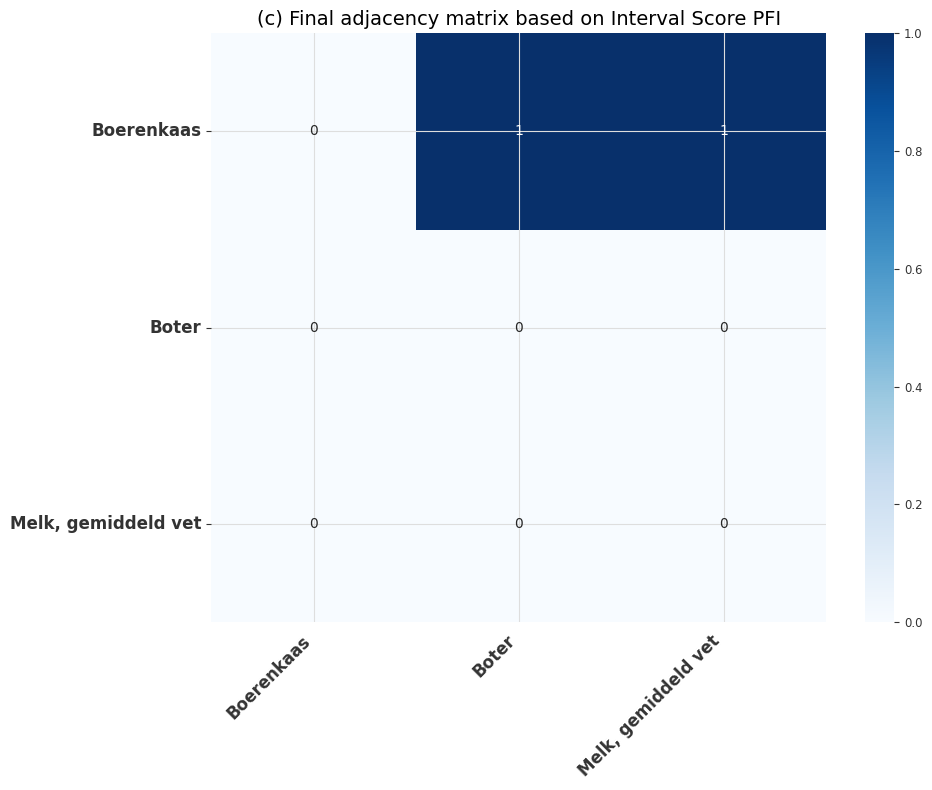 (c) Final adjacency matrix based on Interval Score PFI
Boerenkaas 0 1 1
Boter 0 0 0
Melk, gemiddeld vet 0 0 0
Boerenkaas Boter Melk, gemiddeld vet
1.0
0.8
0.6
0.4
0.2
0.0